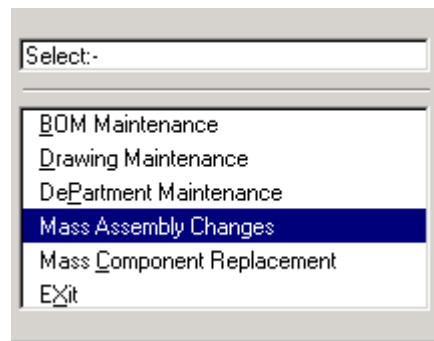 Select:-
BOM Maintenance
Drawing Maintenance
DePartment Maintenance
Mass Assembly Changes
Mass Component Replacement
EXit